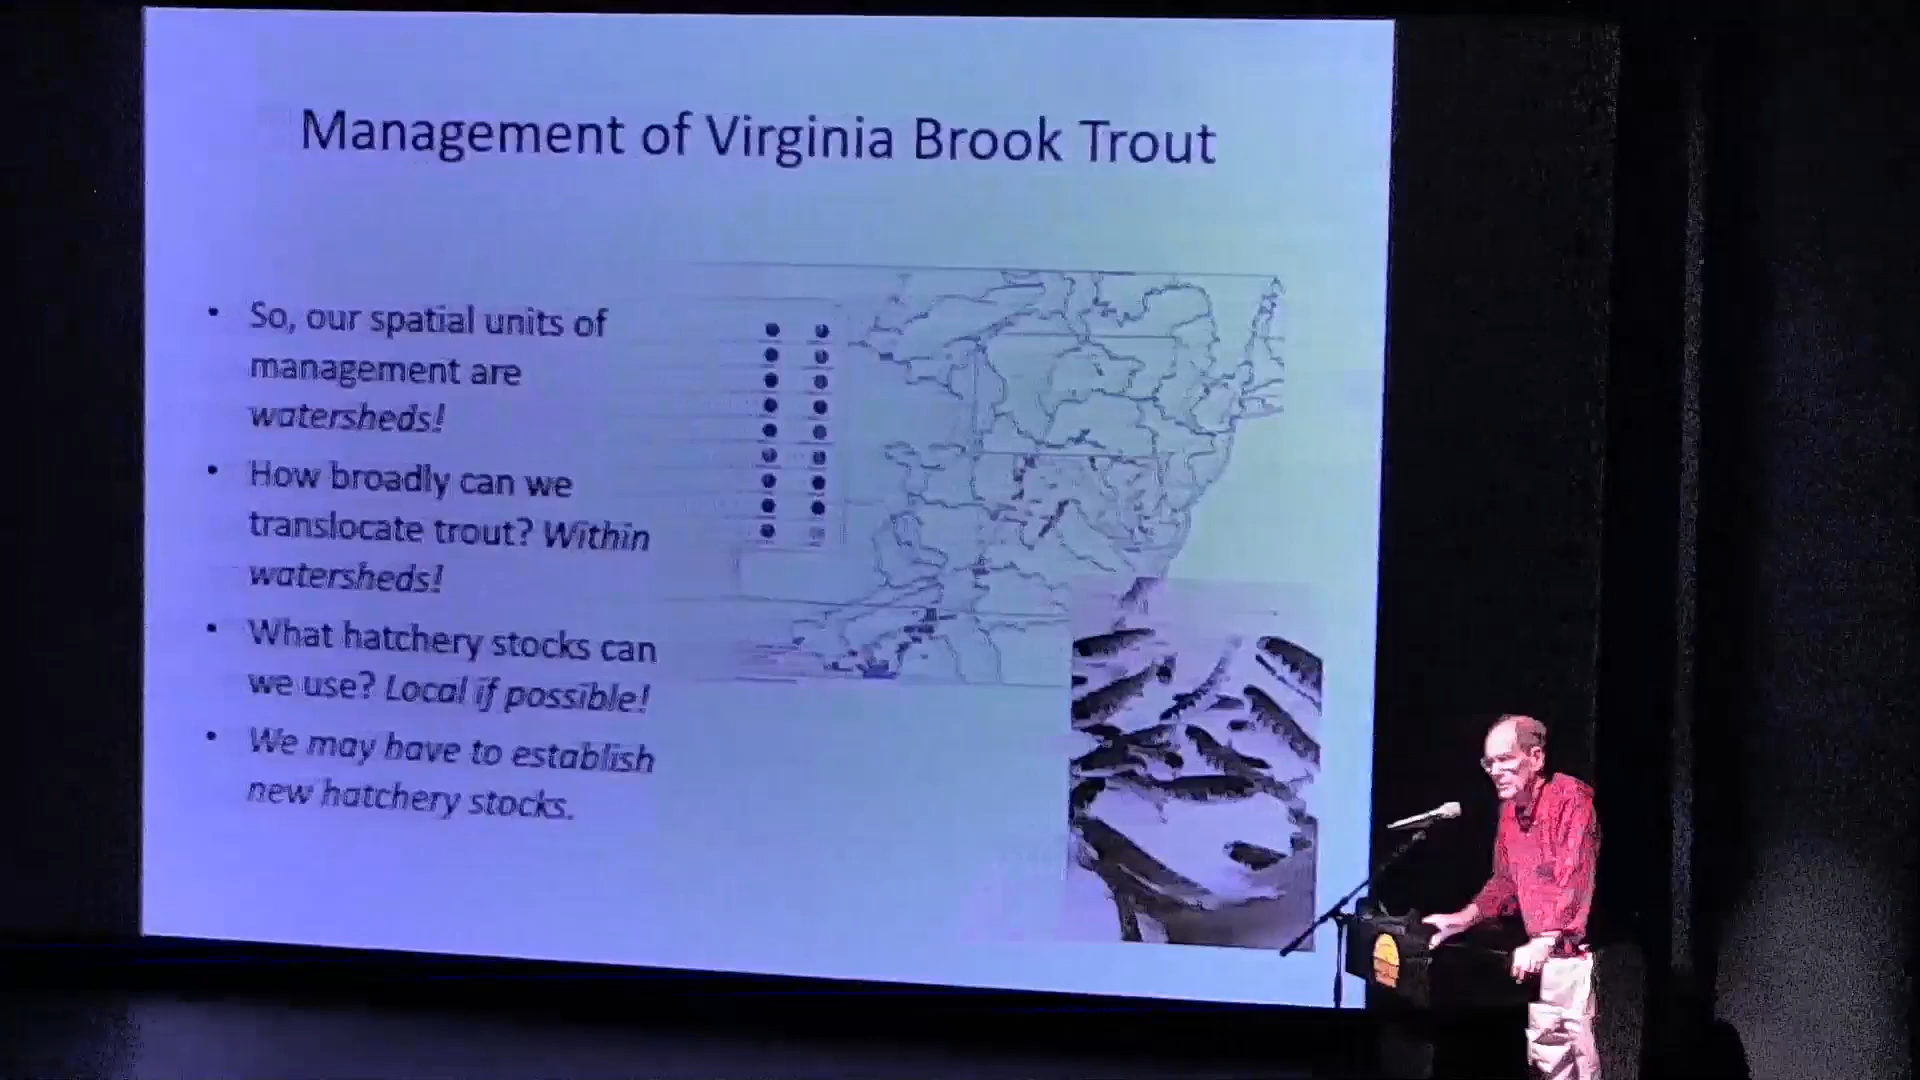 Management of Virginia Brook Trout
• So, our spatial units of
management are
watersheds!
• How broadly can we
translocate trout? Within
watersheds!
• What hatchery stocks can
we use? Local if possible!
• We may have to establish
new hatchery stocks.